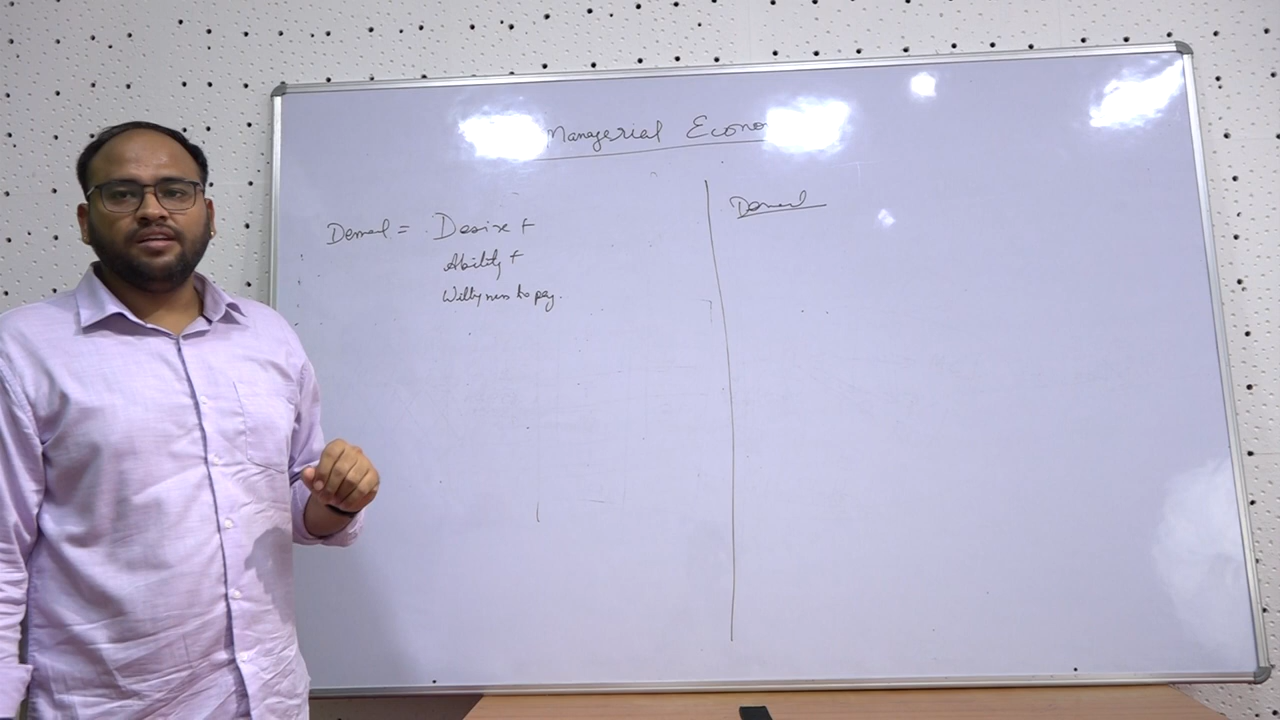 Managerial Econo
Demand = Desire +
Ability +
Willingness to pay.
Demand